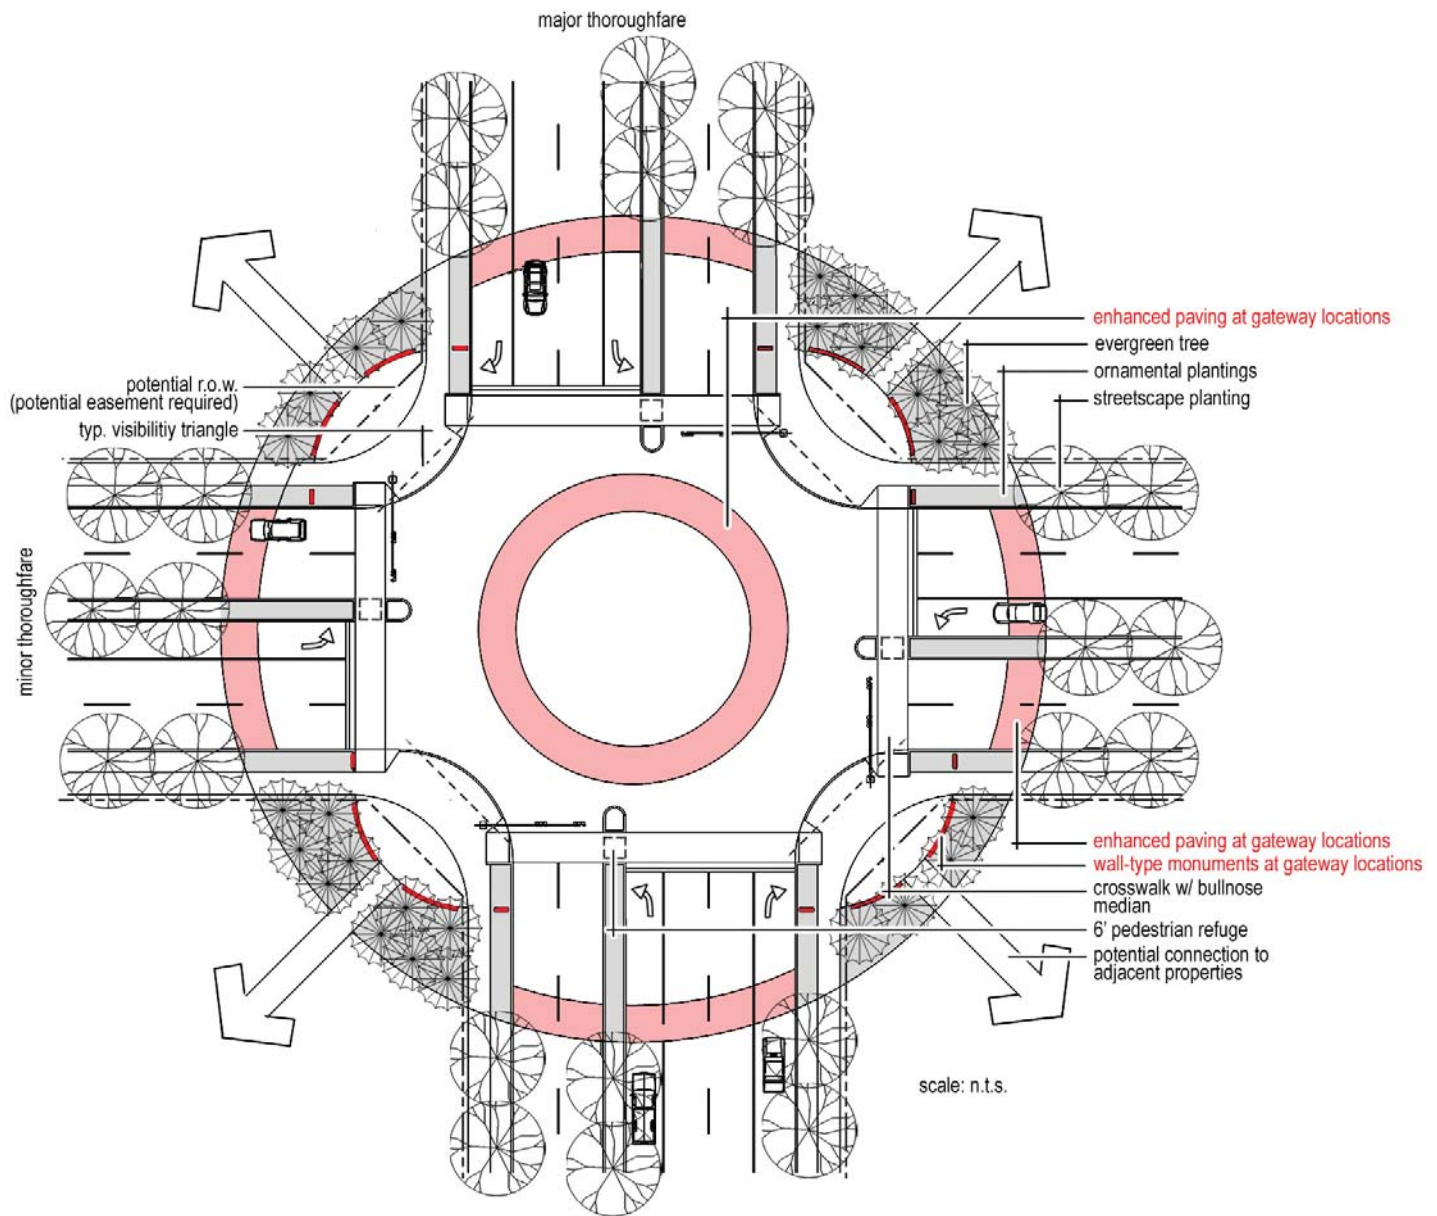 major thoroughfare
enhanced paving at gateway locations
evergreen tree
ornamental plantings
streetscape planting
potential r.o.w.
(potential easement required)
typ. visibilitiy triangle
minor thoroughfare
enhanced paving at gateway locations
wall-type monuments at gateway locations
crosswalk w/ bullnose
median
6' pedestrian refuge
potential connection to
adjacent properties
scale: n.t.s.